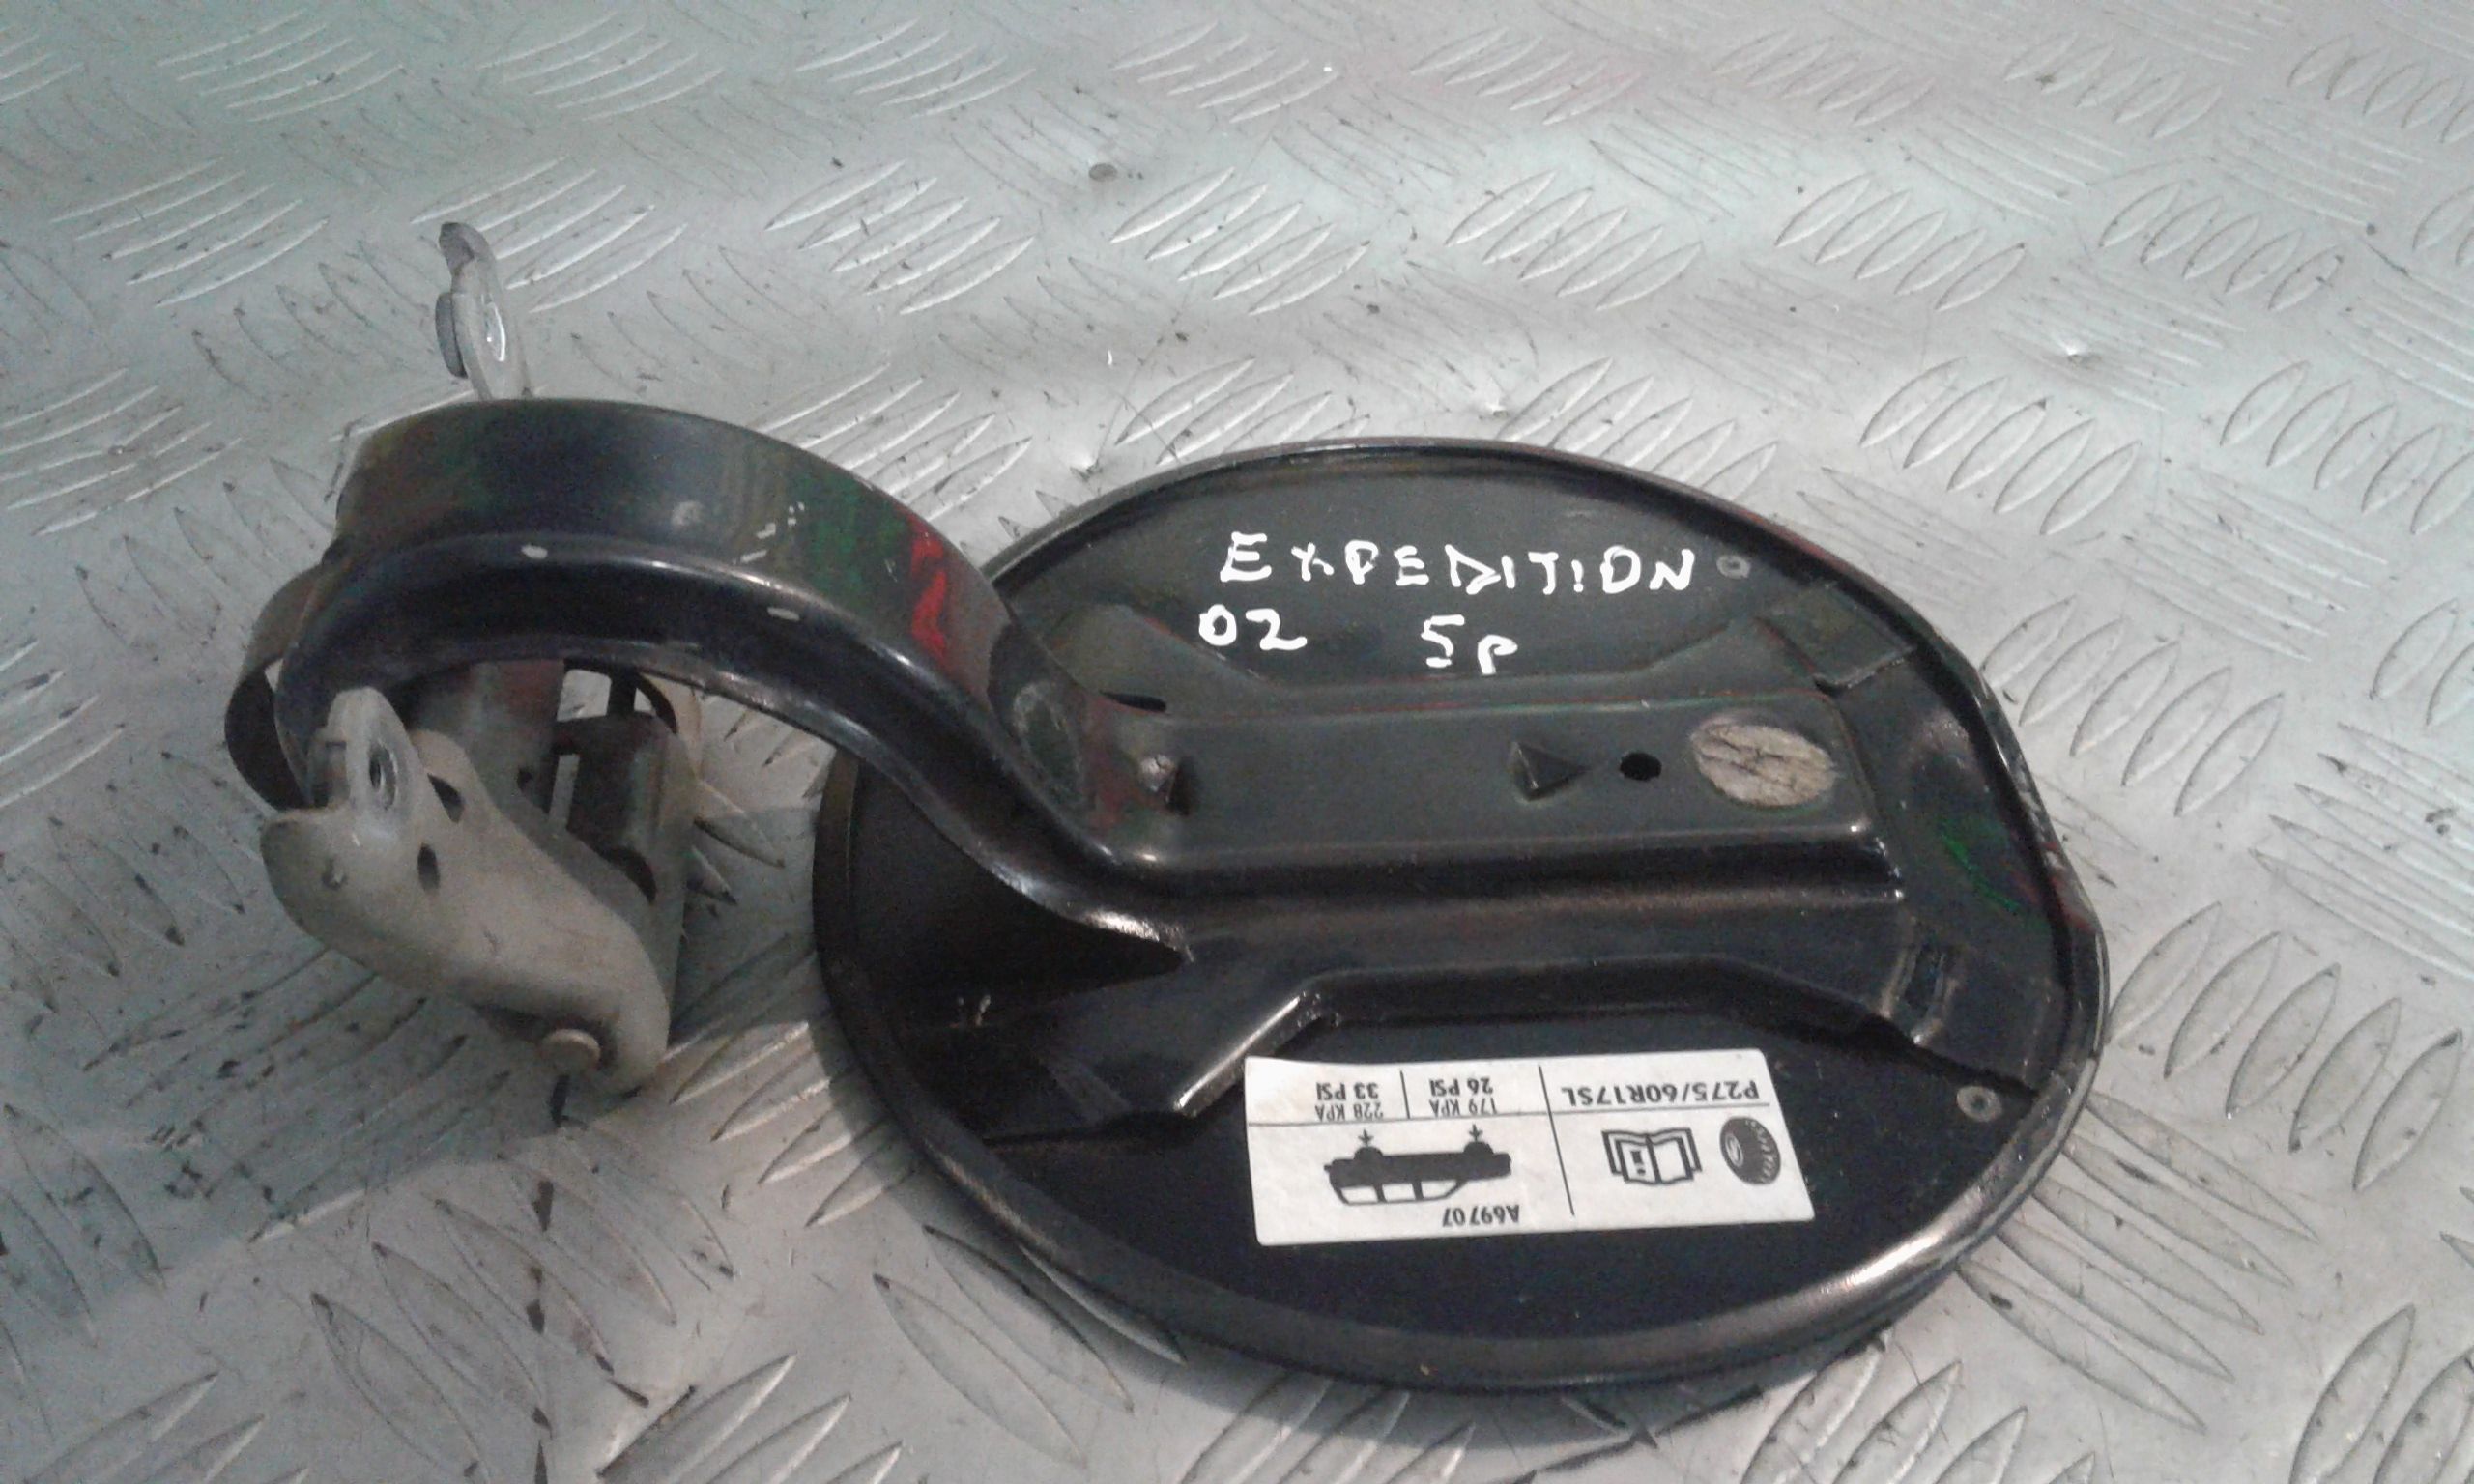 EXPEDITION
02 5p
A69707
P275/60R17SL
179 KPA 228 KPA
26 PSI 33 PSI